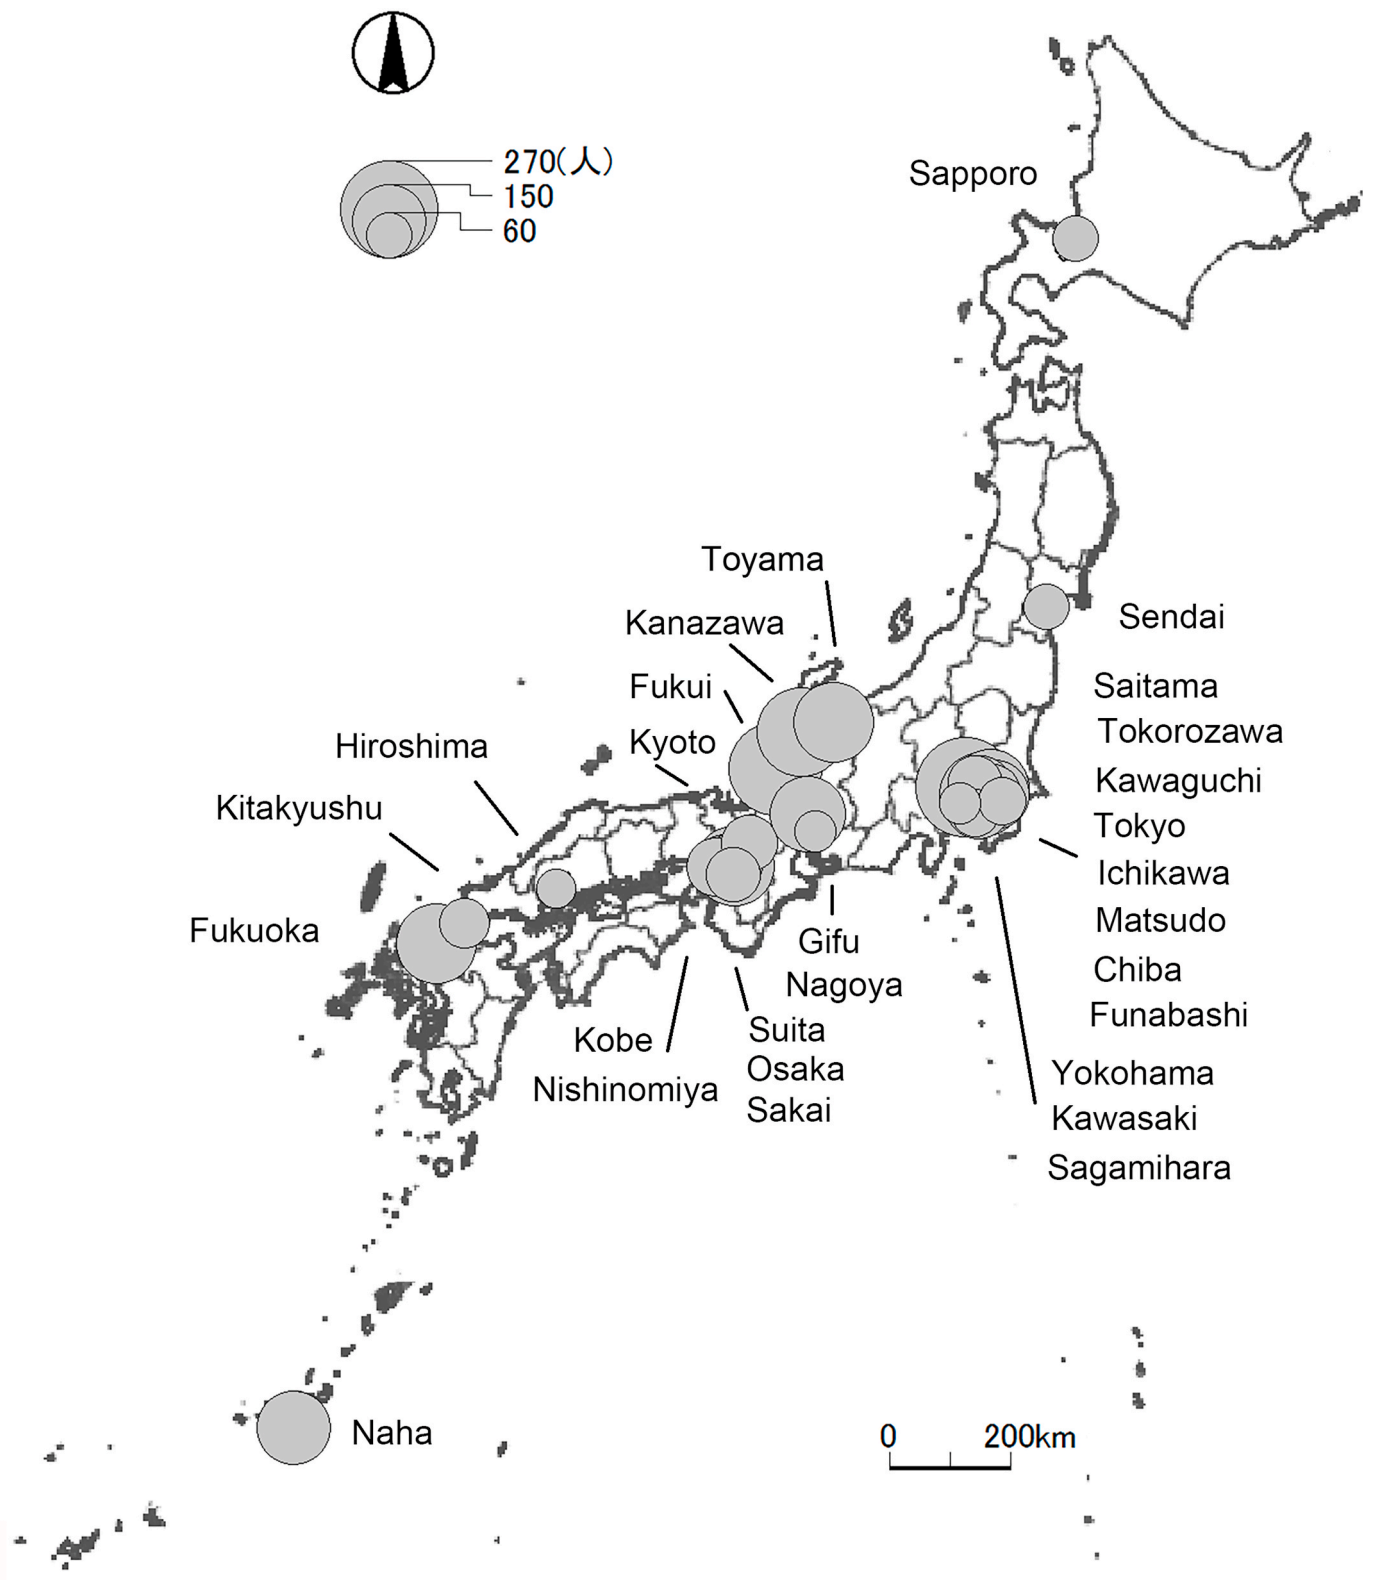 270(人)
150
60
Sapporo
Toyama
Kanazawa
Fukui
Kyoto
Hiroshima
Kitakyushu
Fukuoka
Sendai
Saitama
Tokorozawa
Kawaguchi
Tokyo
Ichikawa
Matsudo
Chiba
Funabashi
Gifu
Nagoya
Suita
Osaka
Sakai
Kobe
Nishinomiya
Yokohama
Kawasaki
Sagamihara
Naha
0 200km